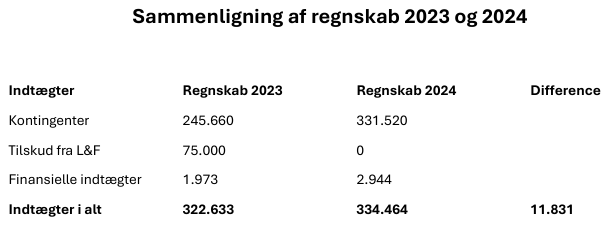 Sammenligning af regnskab 2023 og 2024
Indtægter Regnskab 2023 Regnskab 2024 Difference
Kontingenter 245.660 331.520
Tilskud fra L&F 75.000 0
Finansielle indtægter 1.973 2.944
Indtægter i alt 322.633 334.464 11.831